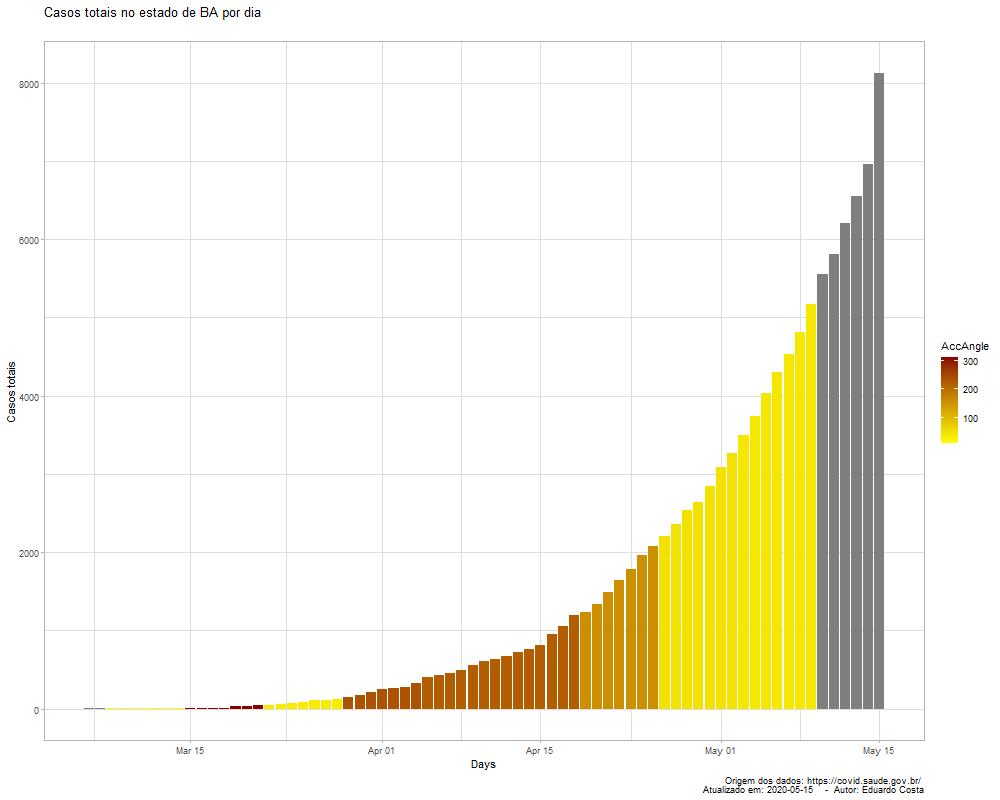 Casos totais no estado de BA por dia
8000
6000
4000
2000
0
Casos totais
Mar 15
Apr 01
Apr 15
May 01
May 15
Days
AccAngle
300
200
100
Origem dos dados: https://covid.saude.gov.br/
Atualizado em: 2020-05-15 - Autor: Eduardo Costa